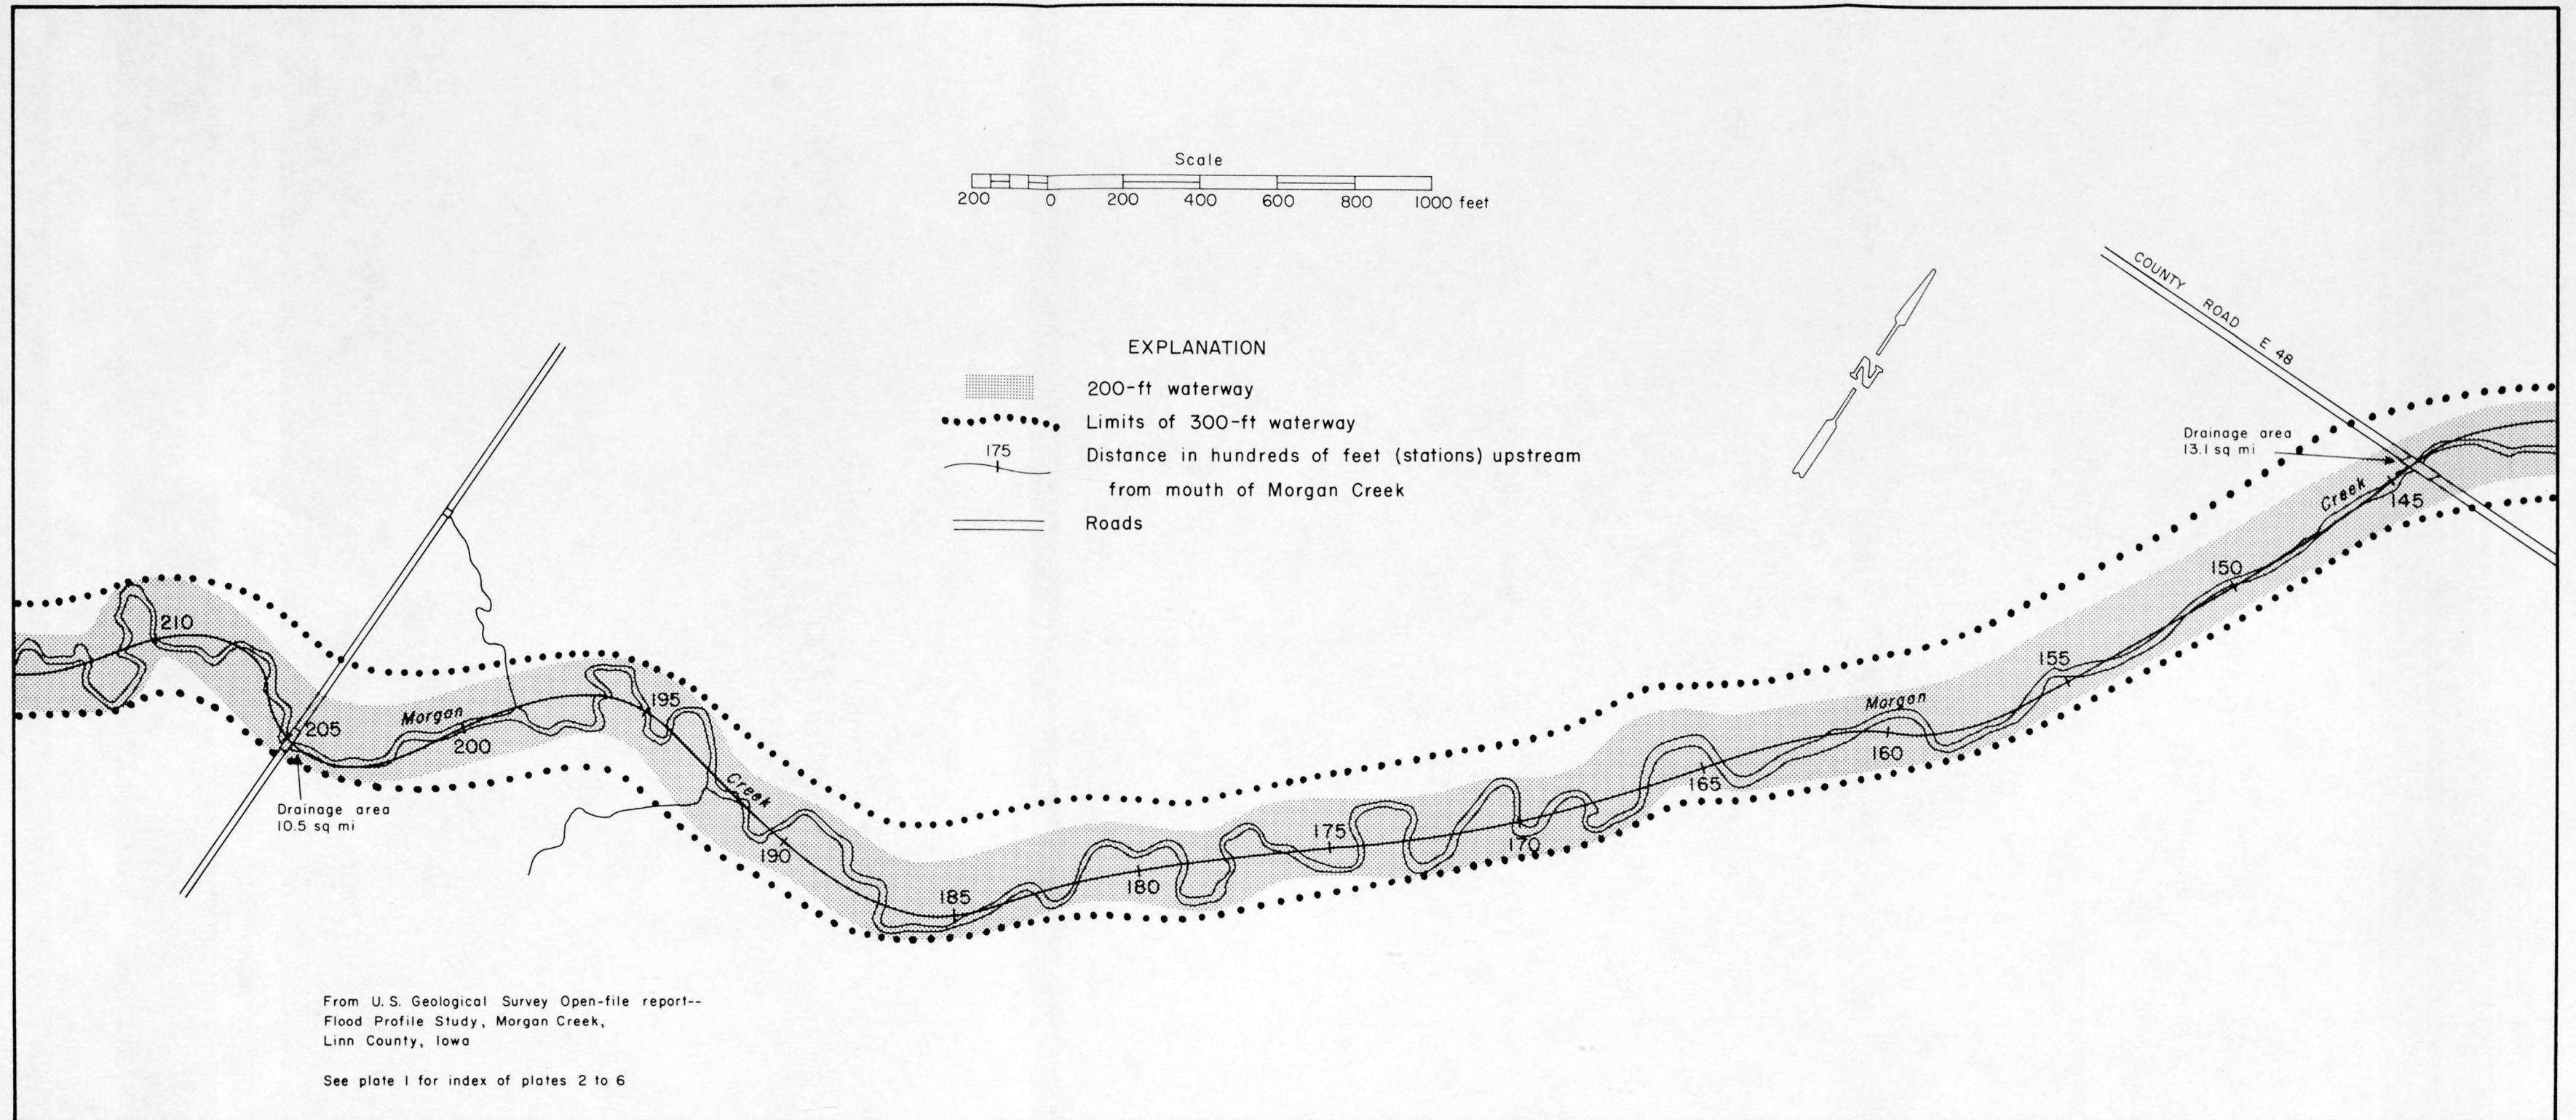 Scale
200 0 200 400 600 800 1000 feet
COUNTY ROAD E 48
N
EXPLANATION
200-ft waterway
Limits of 300-ft waterway
175
Distance in hundreds of feet (stations) upstream
from mouth of Morgan Creek
Roads
Drainage area
13.1 sq mi
Creek
145
150
155
Morgan
160
165
170
175
180
185
190
Creek
195
200
Morgan
205
210
Drainage area
10.5 sq mi
From U.S. Geological Survey Open-file report--
Flood Profile Study, Morgan Creek,
Linn County, Iowa
See plate 1 for index of plates 2 to 6